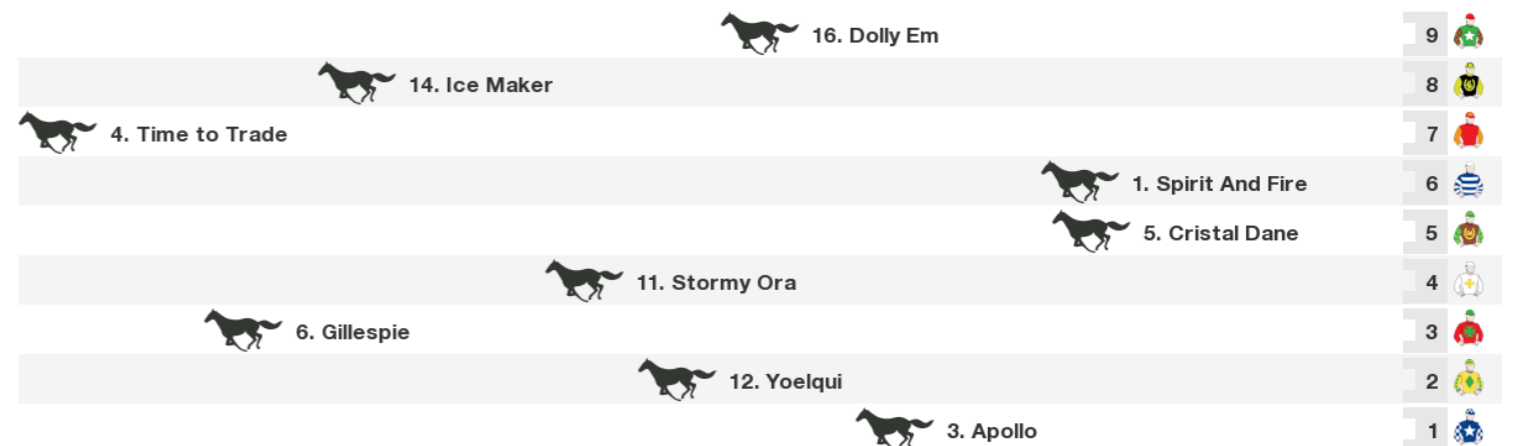 16. Dolly Em 9
14. Ice Maker 8
4. Time to Trade 7
1. Spirit And Fire 6
5. Cristal Dane 5
11. Stormy Ora 4
6. Gillespie 3
12. Yoelqui 2
3. Apollo 1